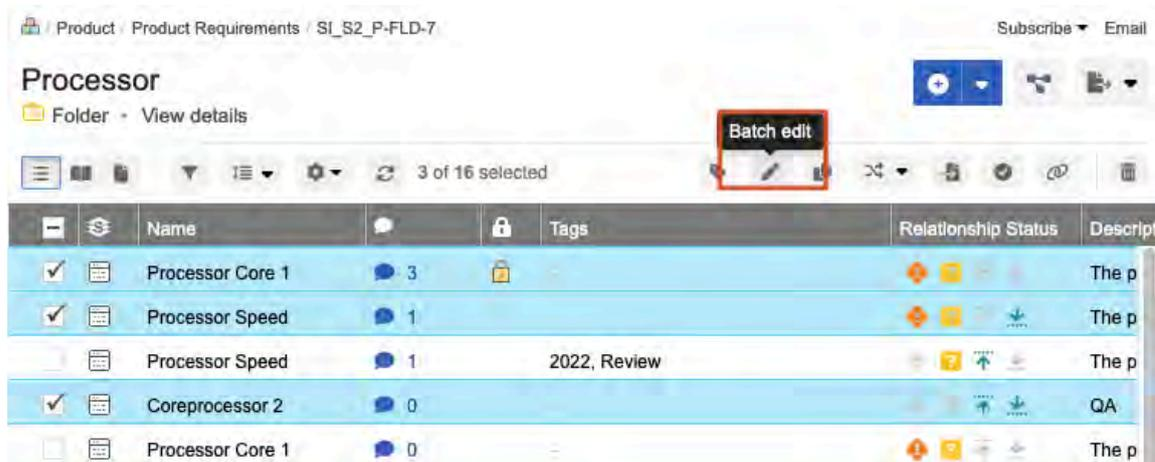 Product / Product Requirements / SI_S2_P-FLD-7
Subscribe Email
Processor
Folder - View details
Batch edit
3 of 16 selected
Name Tags Relationship Status Descript
Processor Core 1 3 - The p
Processor Speed 1 The p
Processor Speed 1 2022, Review The p
Coreprocessor 2 0 QA
Processor Core 1 0 - The p